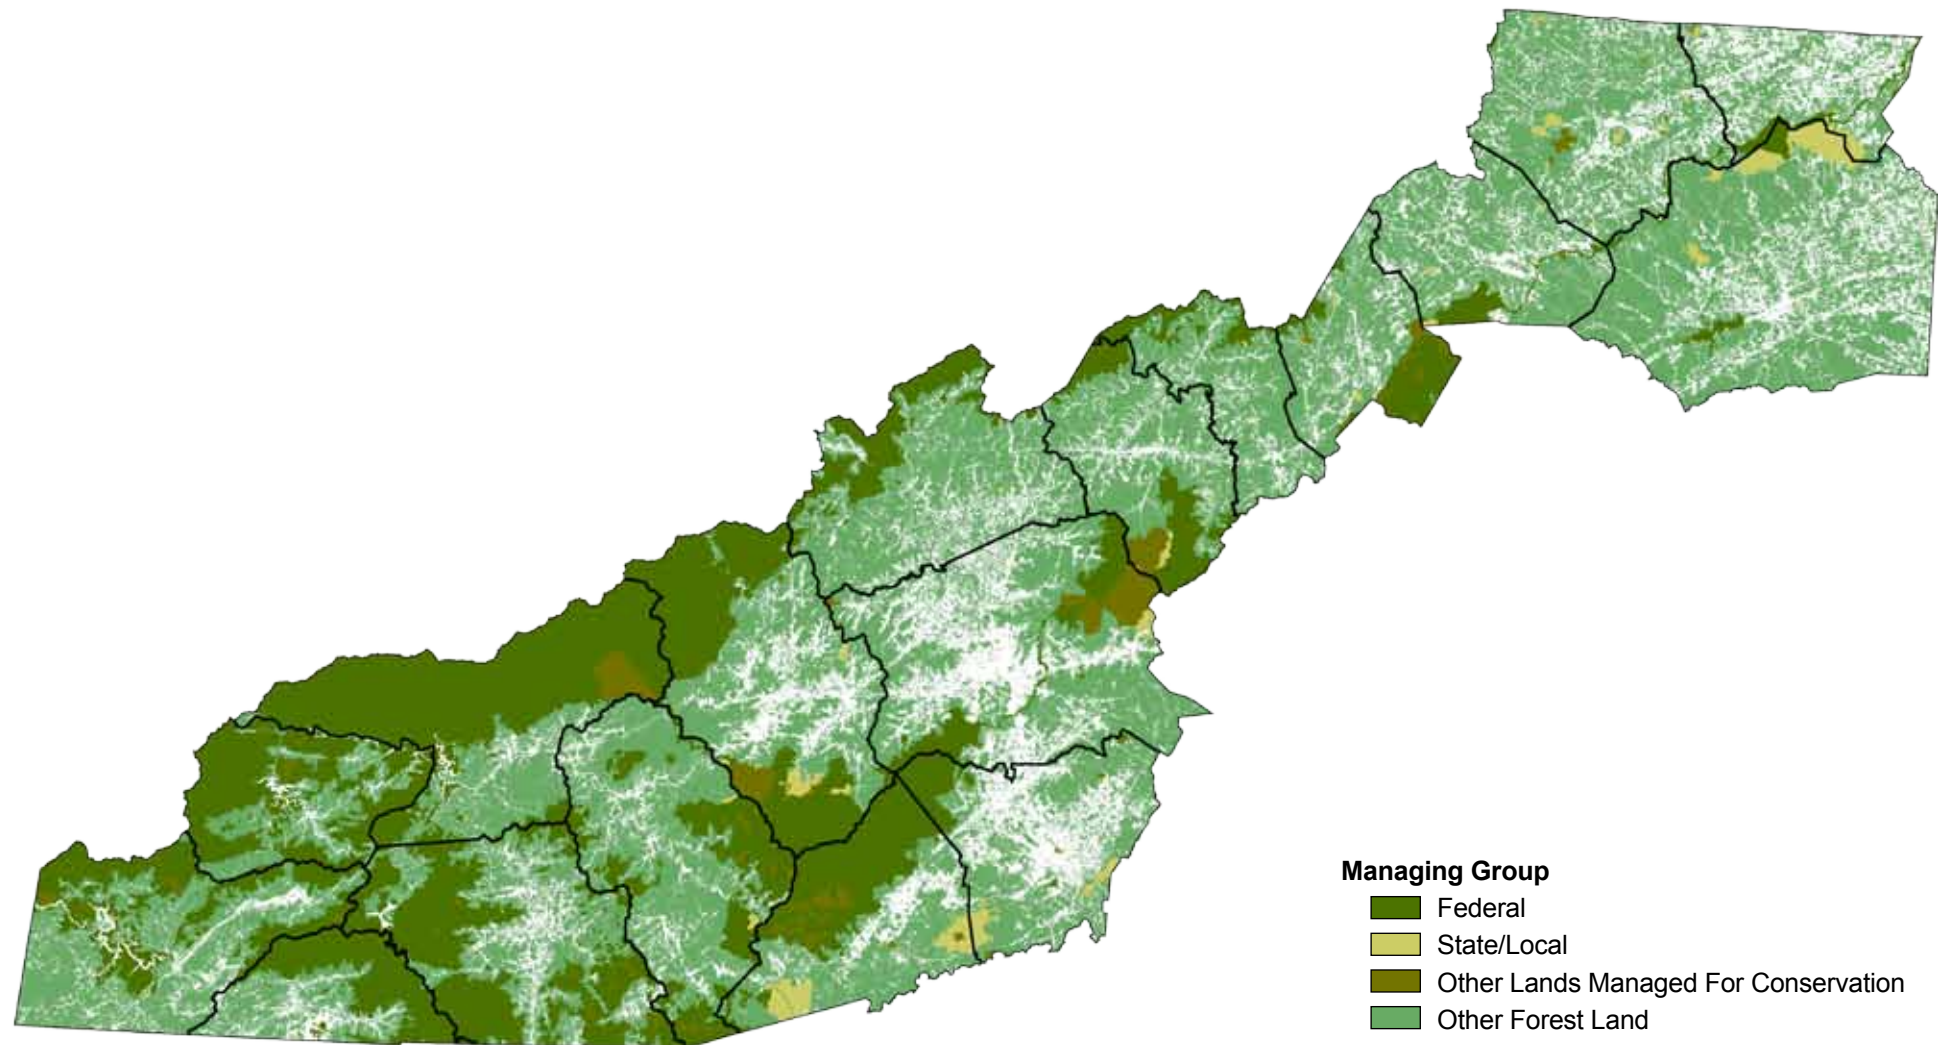 Managing Group
Federal
State/Local
Other Lands Managed For Conservation
Other Forest Land